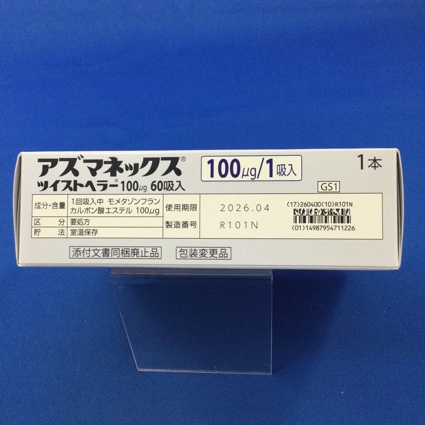 アズマネックス®
ツイストヘラー®100μg 60吸入
100μg/1吸入
1本
GS1
成分・含量 1回吸入中 モメタゾンフラン
カルボン酸エステル 100μg
区分 要処方
貯法 室温保存
使用期限 2026.04
製造番号 R101N
(17)260400(10)R101N
(01)14987954711226
添付文書同梱廃止品
包装変更品